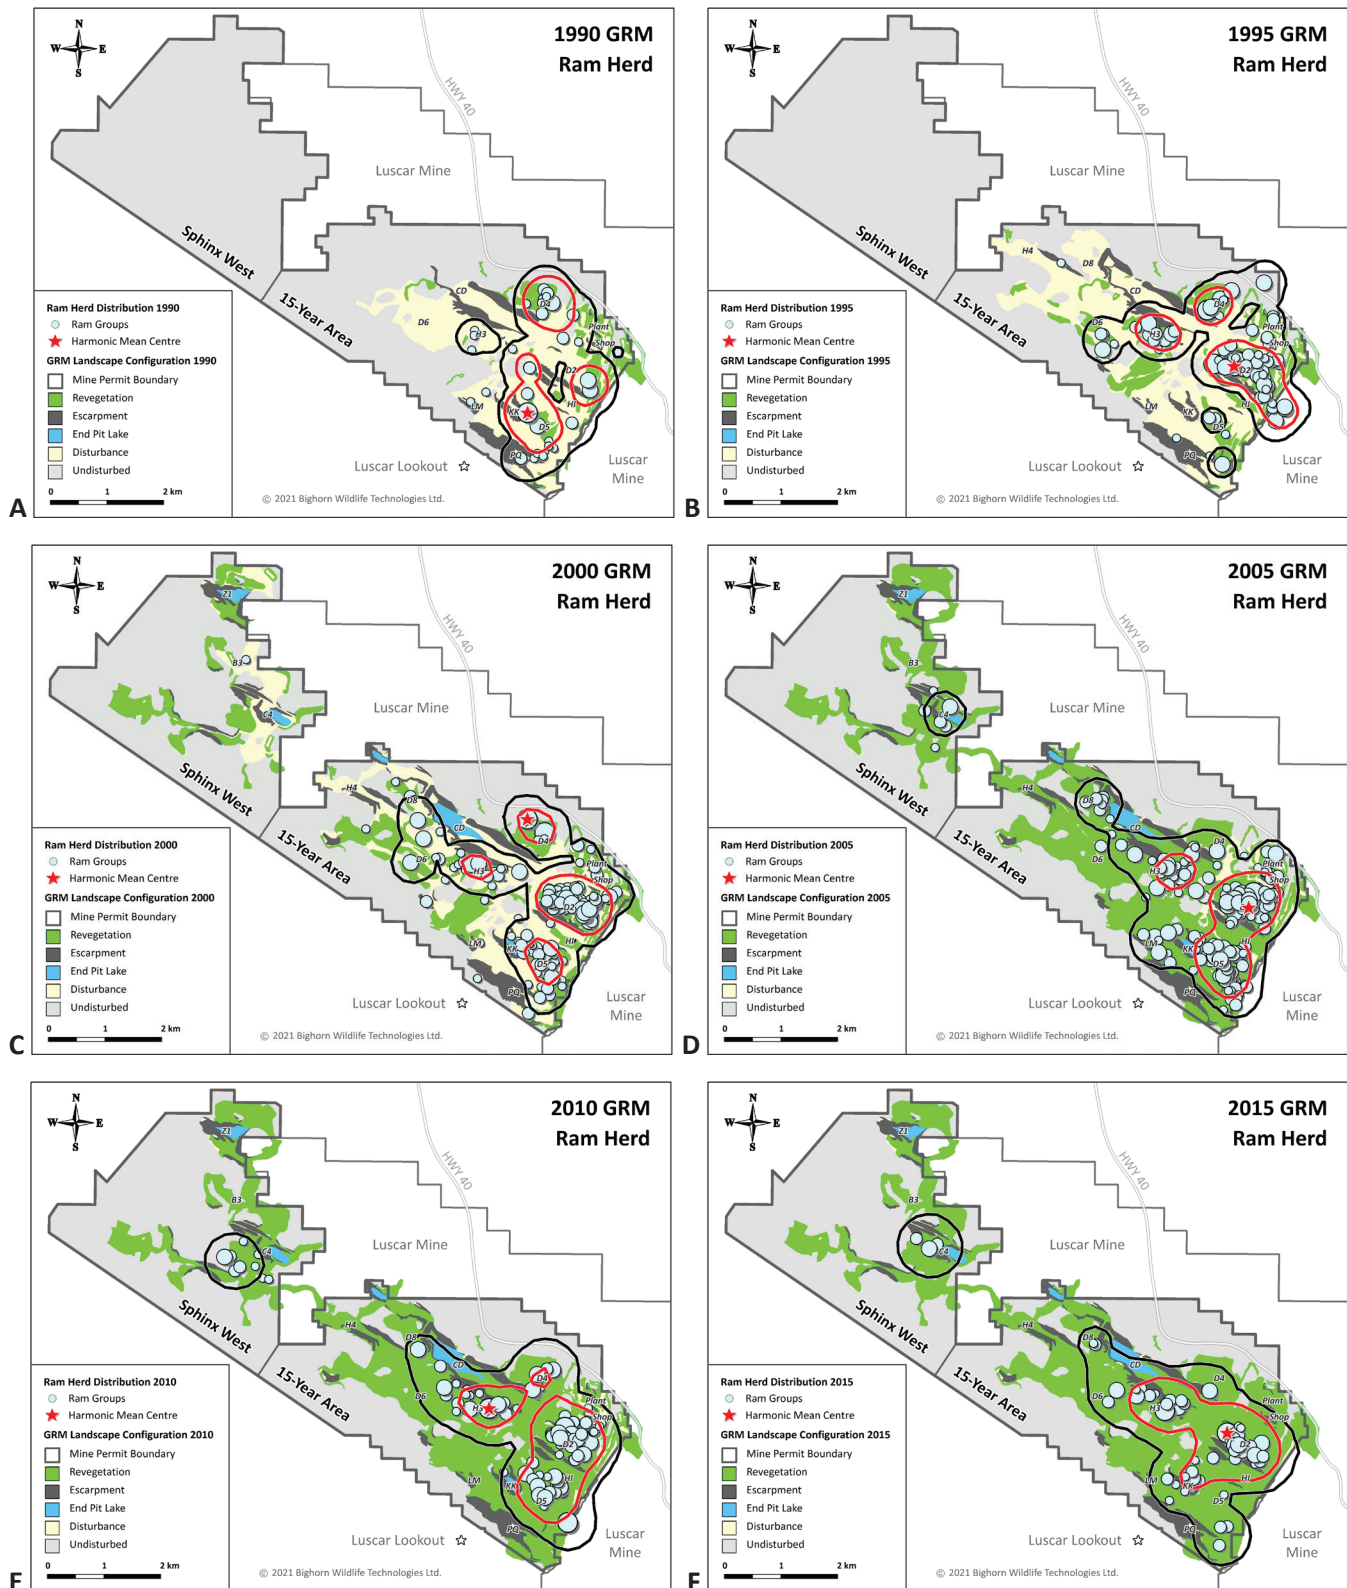 1990 GRM
Ram Herd
N
W E
S
HWY 40
Luscar Mine
Sphinx West
15-Year Area
CD
D4
D6
H3
Plant
Shop
D2
LM
KK
HI
D5
PQ
Luscar Lookout
Luscar
Mine
Ram Herd Distribution 1990
Ram Groups
Harmonic Mean Centre
GRM Landscape Configuration 1990
Mine Permit Boundary
Revegetation
Escarpment
End Pit Lake
Disturbance
Undisturbed
0 1 2 km
© 2021 Bighorn Wildlife Technologies Ltd.
A
1995 GRM
Ram Herd
N
W E
S
HWY 40
Luscar Mine
Sphinx West
15-Year Area
H4
D8
CD
D4
D6
H3
Plant
Shop
D2
LM
KK
HI
D5
PQ
Luscar Lookout
Luscar
Mine
Ram Herd Distribution 1995
Ram Groups
Harmonic Mean Centre
GRM Landscape Configuration 1995
Mine Permit Boundary
Revegetation
Escarpment
End Pit Lake
Disturbance
Undisturbed
0 1 2 km
© 2021 Bighorn Wildlife Technologies Ltd.
B
2000 GRM
Ram Herd
N
W E
S
Z1
B3
C4
HWY 40
Luscar Mine
Sphinx West
15-Year Area
H4
D8
CD
D4
D6
H3
Plant
Shop
D2
LM
KK
HI
D5
PQ
Luscar Lookout
Luscar
Mine
Ram Herd Distribution 2000
Ram Groups
Harmonic Mean Centre
GRM Landscape Configuration 2000
Mine Permit Boundary
Revegetation
Escarpment
End Pit Lake
Disturbance
Undisturbed
0 1 2 km
© 2021 Bighorn Wildlife Technologies Ltd.
C
2005 GRM
Ram Herd
N
W E
S
Z1
B3
C4
HWY 40
Luscar Mine
Sphinx West
15-Year Area
H4
D8
CD
D4
D6
H3
Plant
Shop
LM
KK
HI
D5
PQ
Luscar Lookout
Luscar
Mine
Ram Herd Distribution 2005
Ram Groups
Harmonic Mean Centre
GRM Landscape Configuration 2005
Mine Permit Boundary
Revegetation
Escarpment
End Pit Lake
Disturbance
Undisturbed
0 1 2 km
© 2021 Bighorn Wildlife Technologies Ltd.
D
2010 GRM
Ram Herd
N
W E
S
Z1
B3
C4
HWY 40
Luscar Mine
Sphinx West
15-Year Area
H4
D8
CD
D4
D6
H3
Plant
Shop
D2
LM
KK
HI
D5
PQ
Luscar Lookout
Luscar
Mine
Ram Herd Distribution 2010
Ram Groups
Harmonic Mean Centre
GRM Landscape Configuration 2010
Mine Permit Boundary
Revegetation
Escarpment
End Pit Lake
Disturbance
Undisturbed
0 1 2 km
© 2021 Bighorn Wildlife Technologies Ltd.
2015 GRM
Ram Herd
N
W E
S
Z1
B3
C4
HWY 40
Luscar Mine
Sphinx West
15-Year Area
H4
D8
CD
D4
D6
H3
Plant
Shop
D2
LM
KK
HI
D5
PQ
Luscar Lookout
Luscar
Mine
Ram Herd Distribution 2015
Ram Groups
Harmonic Mean Centre
GRM Landscape Configuration 2015
Mine Permit Boundary
Revegetation
Escarpment
End Pit Lake
Disturbance
Undisturbed
0 1 2 km
© 2021 Bighorn Wildlife Technologies Ltd.